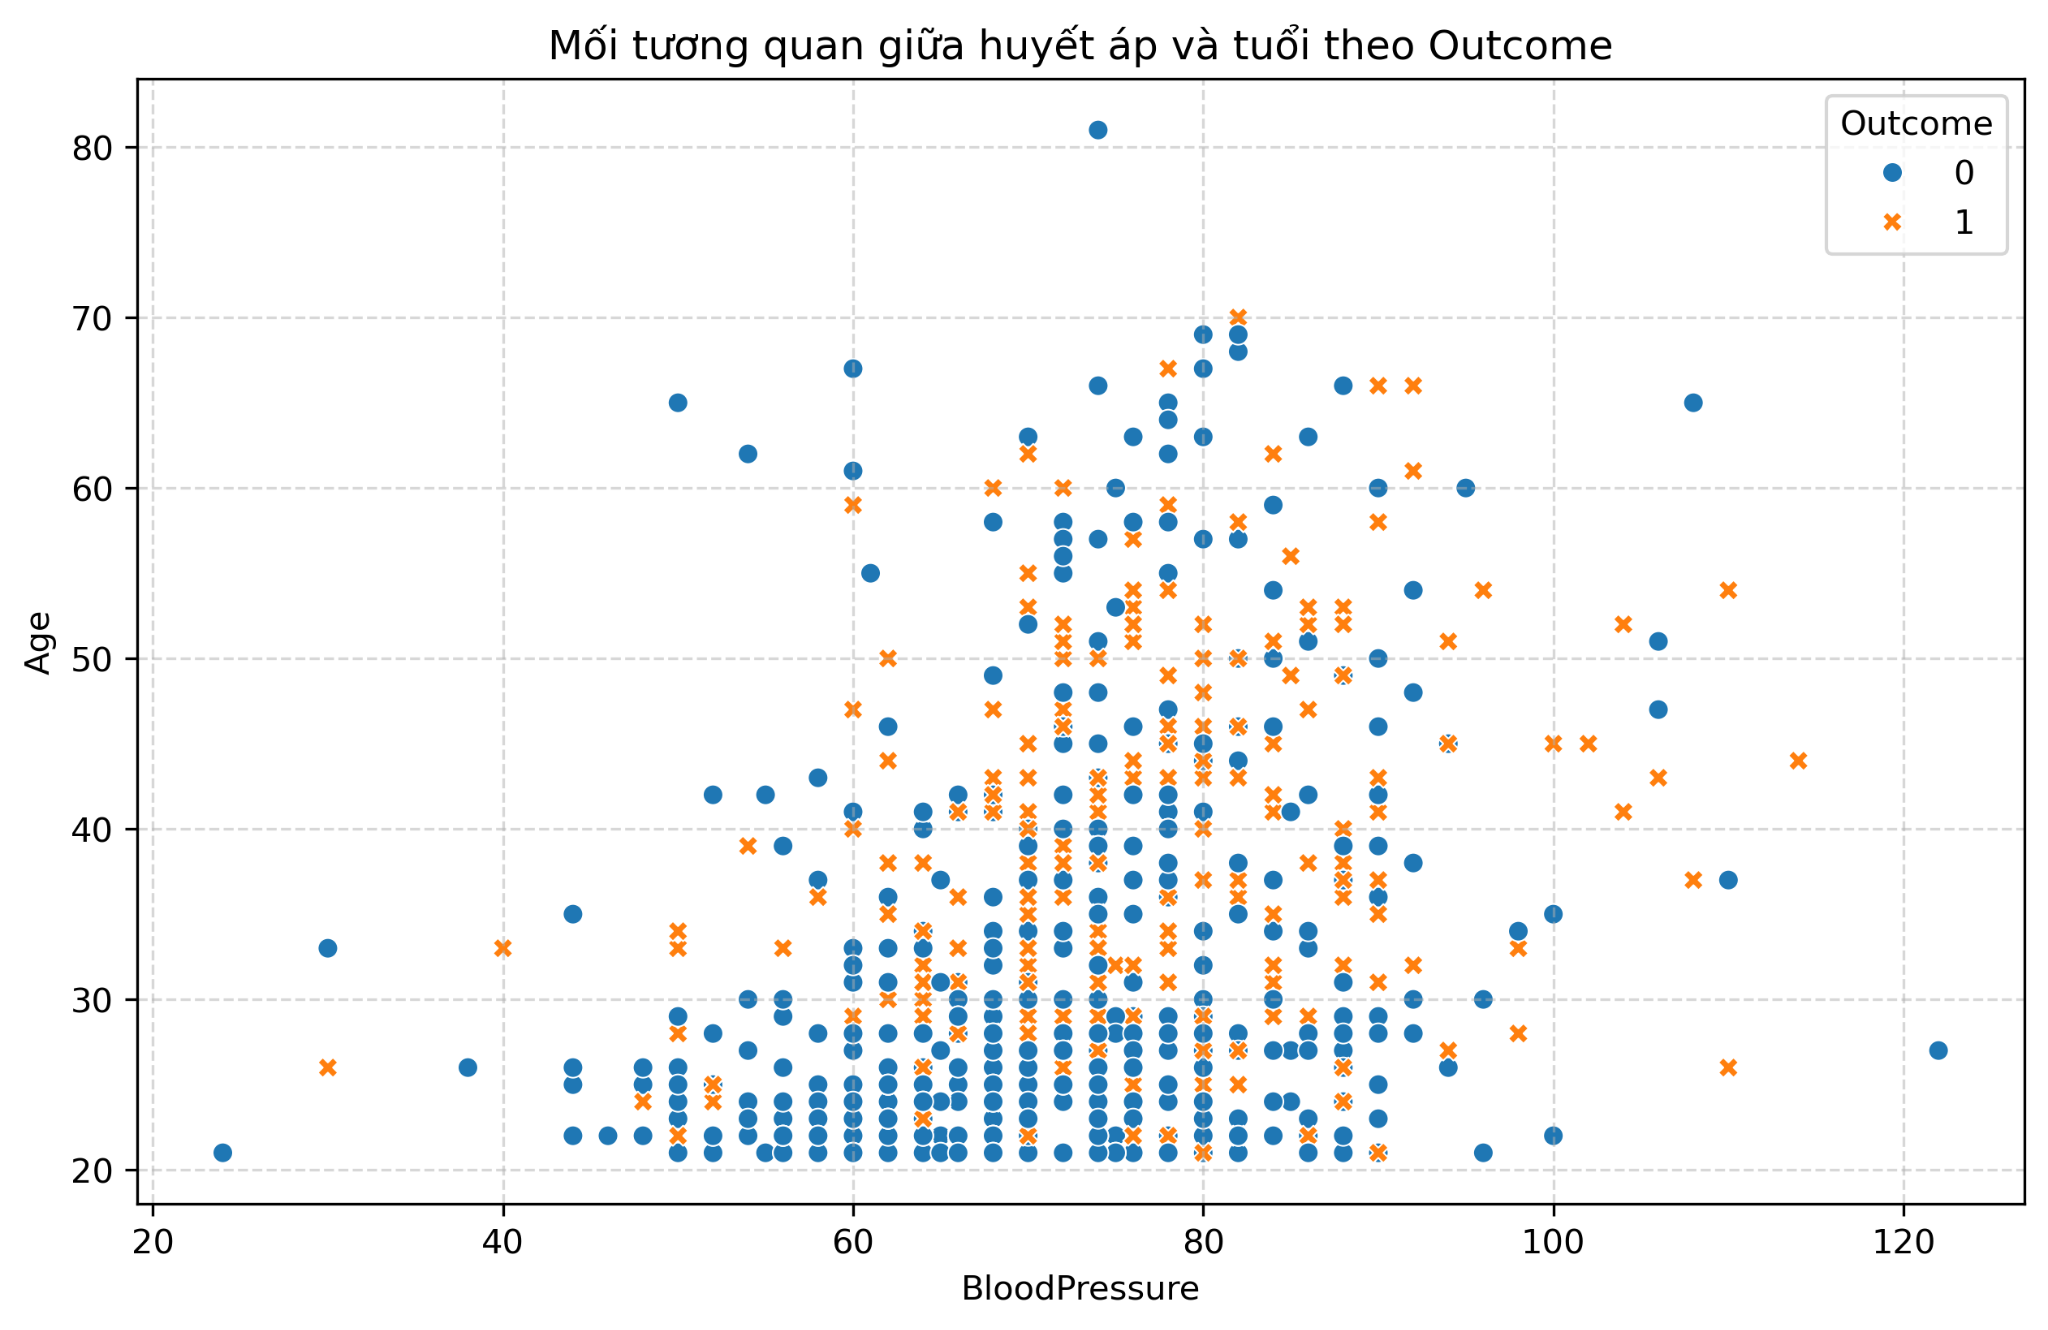 Mối tương quan giữa huyết áp và tuổi theo Outcome
Outcome
0
1
Age
80
70
60
50
40
30
20
20 40 60 80 100 120
BloodPressure